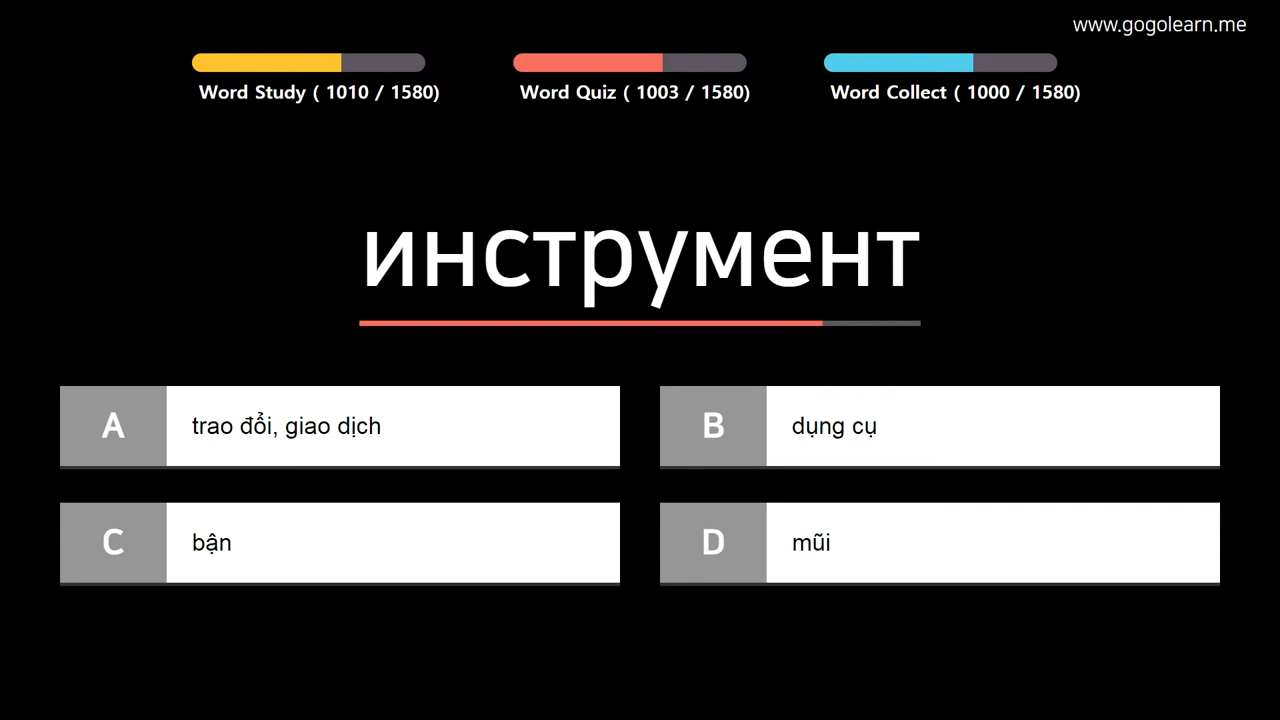 www.gogolearn.me
Word Study ( 1010 / 1580)
Word Quiz ( 1003 / 1580)
Word Collect ( 1000 / 1580)
инструмент
A trao đổi, giao dịch
B dụng cụ
C bận
D mũi